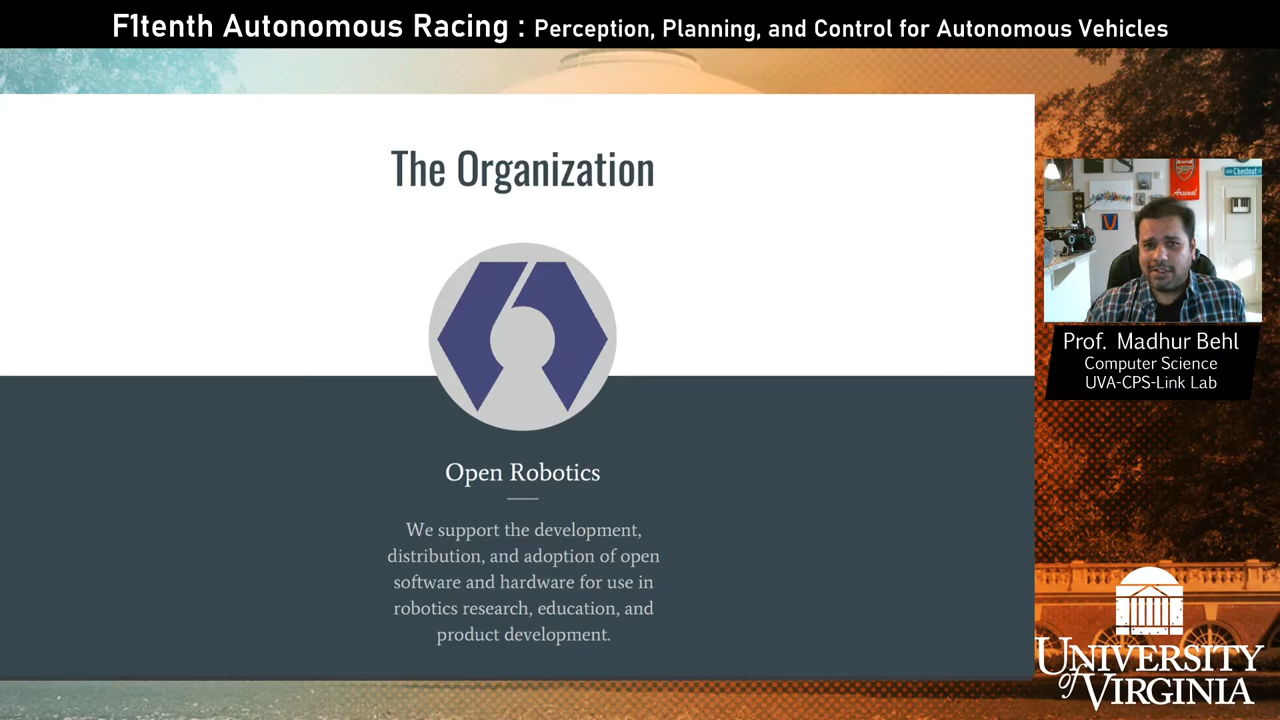 F1tenth Autonomous Racing : Perception, Planning, and Control for Autonomous Vehicles
The Organization
Open Robotics
We support the development,
distribution, and adoption of open
software and hardware for use in
robotics research, education, and
product development.
Arsenal
Chestnut
Prof. Madhur Behl
Computer Science
UVA-CPS-Link Lab
UNIVERSITY
of VIRGINIA